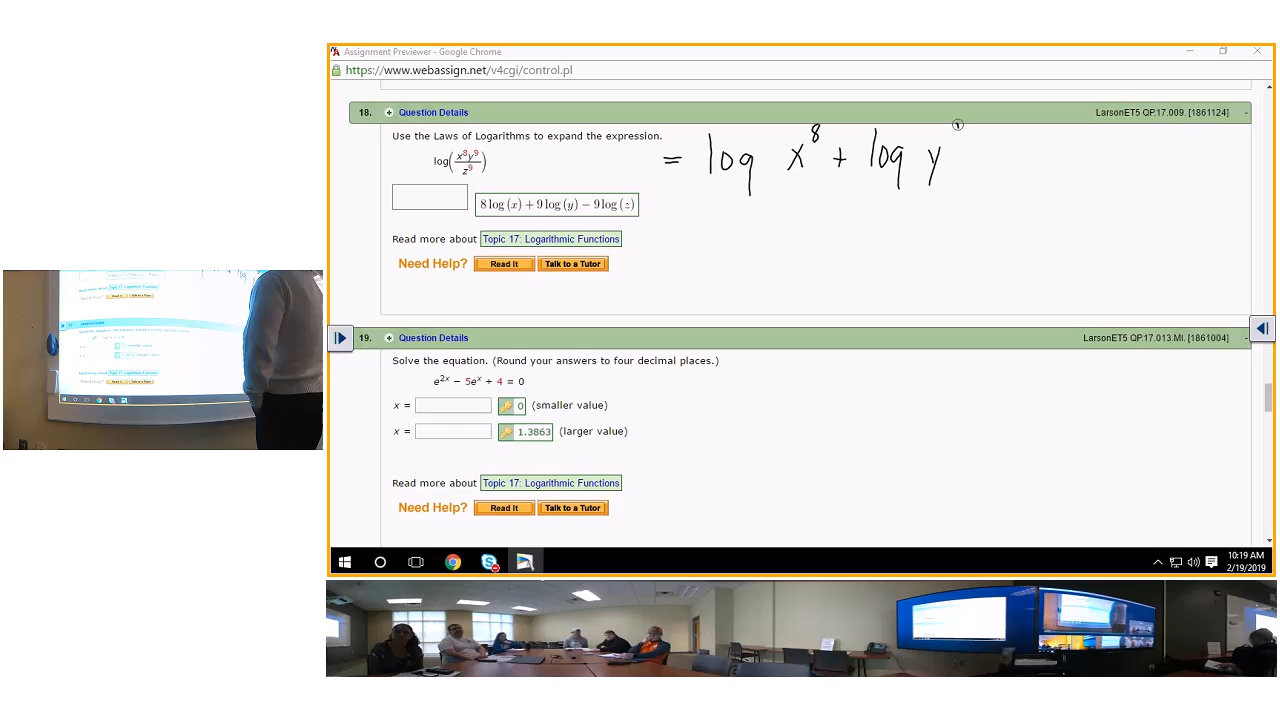 Assignment Previewer - Google Chrome
https://www.webassign.net/v4cgi/control.pl
18. Question Details LarsonET5 QP.17.009. [1861124] -
Use the Laws of Logarithms to expand the expression.
log(x⁸y⁹/z⁹)
= log x⁸ + log y
8 log (x) + 9 log (y) − 9 log (z)
Read more about Topic 17: Logarithmic Functions
Need Help? Read It Talk to a Tutor
19. Question Details LarsonET5 QP.17.013.MI. [1861004] -
Solve the equation. (Round your answers to four decimal places.)
e²ˣ − 5eˣ + 4 = 0
x = 0 (smaller value)
x = 1.3863 (larger value)
Read more about Topic 17: Logarithmic Functions
Need Help? Read It Talk to a Tutor
10:19 AM
2/19/2019